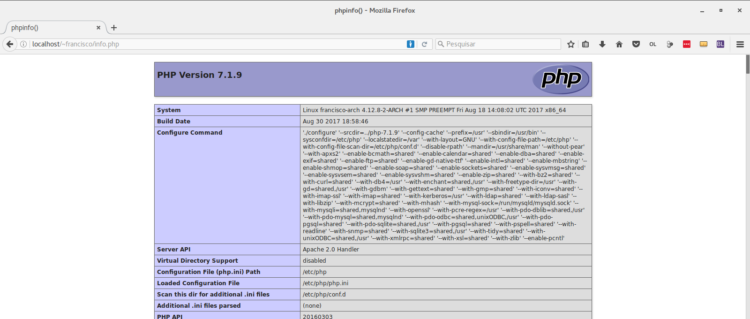 phpinfo() - Mozilla Firefox
phpinfo()
localhost/~francisco/info.php
Pesquisar
PHP Version 7.1.9
php
System Linux francisco-arch 4.12.8-2-ARCH #1 SMP PREEMPT Fri Aug 18 14:08:02 UTC 2017 x86_64
Build Date Aug 30 2017 18:58:46
Configure Command './configure' '--srcdir=../php-7.1.9' '--config-cache' '--prefix=/usr' '--sbindir=/usr/bin' '--
sysconfdir=/etc/php' '--localstatedir=/var' '--with-layout=GNU' '--with-config-file-path=/etc/php' '--
with-config-file-scan-dir=/etc/php/conf.d' '--disable-rpath' '--mandir=/usr/share/man' '--without-pear'
'--with-apxs2' '--enable-bcmath=shared' '--enable-calendar=shared' '--enable-dba=shared' '--enable-
exif=shared' '--enable-ftp=shared' '--enable-gd-native-ttf' '--enable-intl=shared' '--enable-mbstring' '--
enable-shmop=shared' '--enable-soap=shared' '--enable-sockets=shared' '--enable-sysvmsg=shared'
'--enable-sysvsem=shared' '--enable-sysvshm=shared' '--enable-zip=shared' '--with-bz2=shared' '--
with-curl=shared' '--with-db4=/usr' '--with-enchant=shared,/usr' '--with-freetype-dir=/usr' '--with-
gd=shared,/usr' '--with-gdbm' '--with-gettext=shared' '--with-gmp=shared' '--with-iconv=shared' '--
with-imap-ssl' '--with-imap=shared' '--with-kerberos=/usr' '--with-ldap=shared' '--with-ldap-sasl' '--
with-libzip' '--with-mcrypt=shared' '--with-mhash' '--with-mysql-sock=/run/mysqld/mysqld.sock' '--
with-mysqli=shared,mysqlnd' '--with-openssl' '--with-pcre-regex=/usr' '--with-pdo-dblib=shared,/usr'
'--with-pdo-mysql=shared,mysqlnd' '--with-pdo-odbc=shared,unixODBC,/usr' '--with-pdo-
pgsql=shared' '--with-pdo-sqlite=shared,/usr' '--with-pgsql=shared' '--with-pspell=shared' '--with-
readline' '--with-snmp=shared' '--with-sqlite3=shared,/usr' '--with-tidy=shared' '--with-
unixODBC=shared,/usr' '--with-xmlrpc=shared' '--with-xsl=shared' '--with-zlib' '--enable-pcntl'
Server API Apache 2.0 Handler
Virtual Directory Support disabled
Configuration File (php.ini) Path /etc/php
Loaded Configuration File /etc/php/php.ini
Scan this dir for additional .ini files /etc/php/conf.d
Additional .ini files parsed (none)
PHP API 20160303